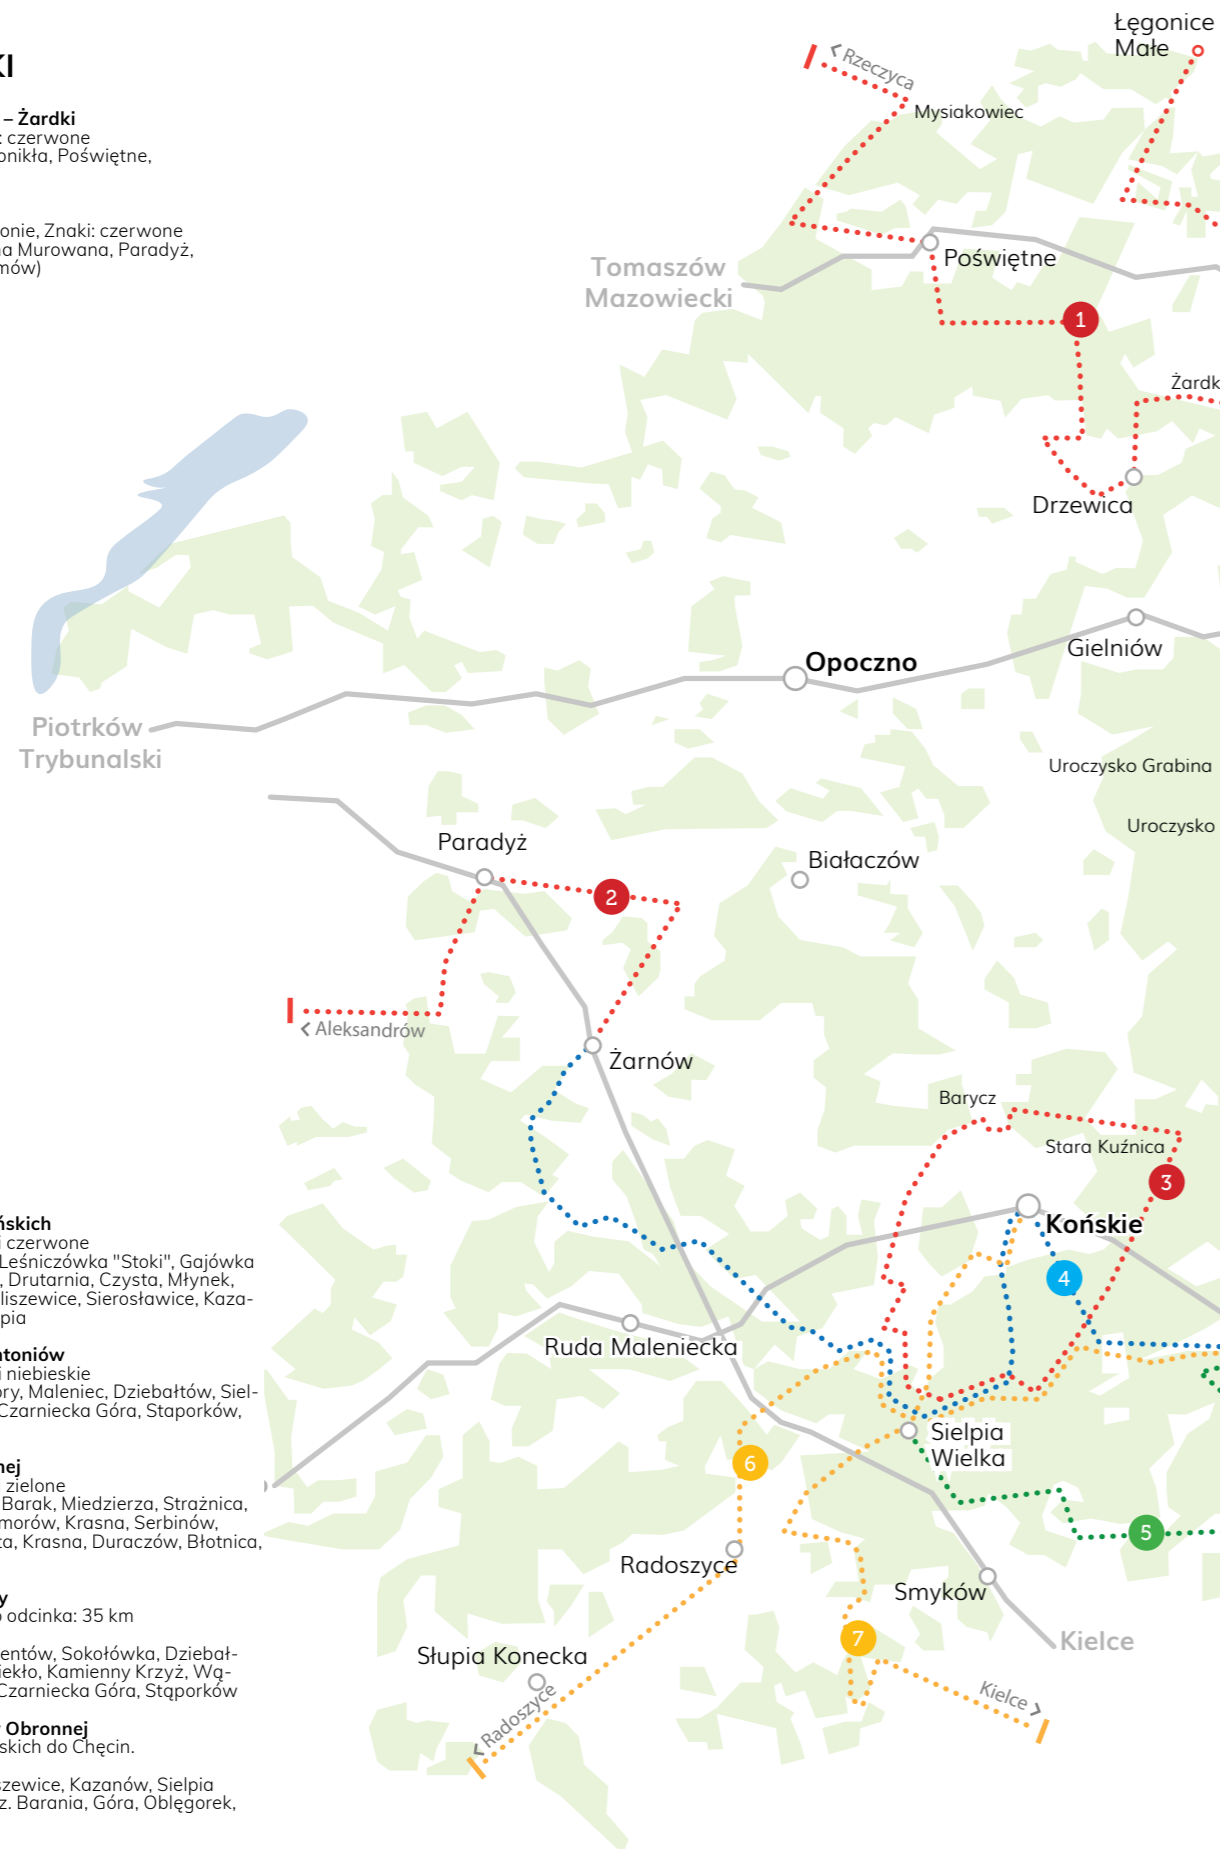 KI
– Żardki
: czerwone
onikła, Poświętne,
onie, Znaki: czerwone
na Murowana, Paradyż,
mów)
Łęgonice
Małe
< Rzeczyca
Mysiakowiec
Poświętne
Tomaszów
Mazowiecki
1
Żardk
Drzewica
Gielniów
Opoczno
Piotrków
Trybunalski
Uroczysko Grabina
Uroczysko
Paradyż
2
Białaczów
< Aleksandrów
Żarnów
Barycz
Stara Kuźnica
3
Końskie
4
Ruda Maleniecka
Sielpia
Wielka
6
5
Radoszyce
Smyków
7
Kielce
Słupia Konecka
< Radoszyce
Kielce >
ńskich
i czerwone
Leśniczówka "Stoki", Gajówka
, Drutarnia, Czysta, Młynek,
liszewice, Sierosławice, Kaza-
pia
ntoniów
i niebieskie
ory, Maleniec, Dziebałtów, Siel-
Czarniecka Góra, Staporków,
nej
zielone
Barak, Miedzierza, Strażnica,
morów, Krasna, Serbinów,
ta, Krasna, Duraczów, Błotnica,
y
o odcinka: 35 km
entów, Sokołówka, Dziebał-
iekło, Kamienny Krzyż, Wą-
Czarniecka Góra, Stąporków
Obronnej
skich do Chęcin.
szewice, Kazanów, Sielpia
z. Barania, Góra, Oblęgorek,